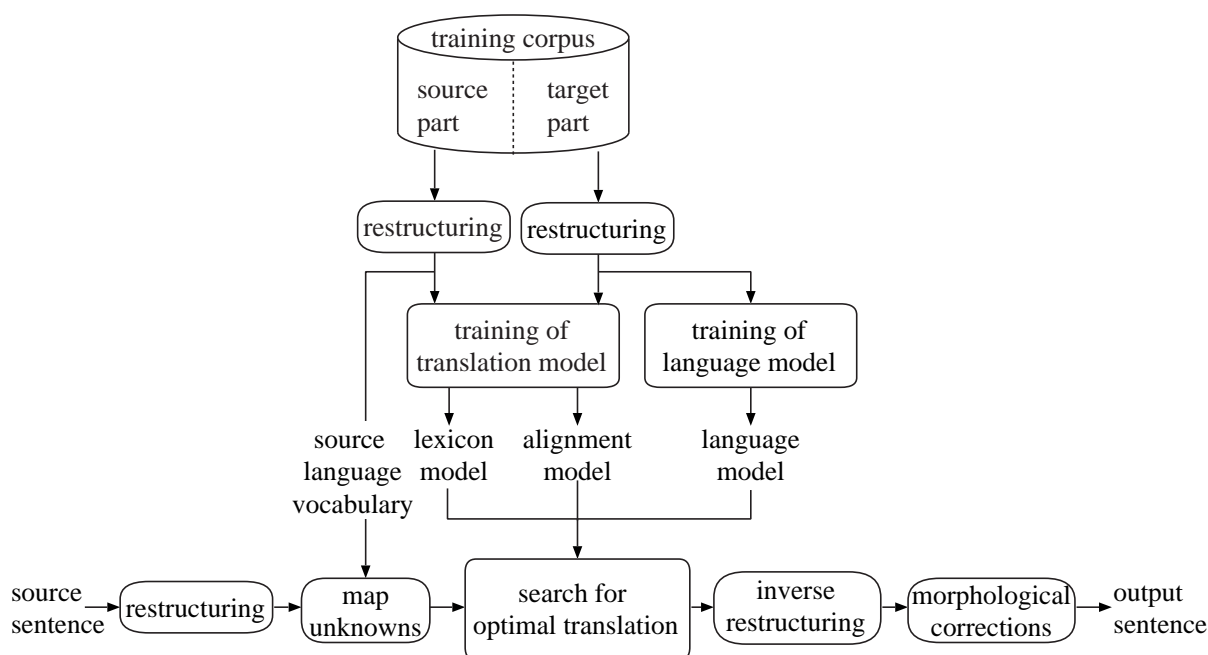 training corpus
source
part
target
part
restructuring
restructuring
training of
translation model
training of
language model
source
language
vocabulary
lexicon
model
alignment
model
language
model
source
sentence
restructuring
map
unknowns
search for
optimal translation
inverse
restructuring
morphological
corrections
output
sentence